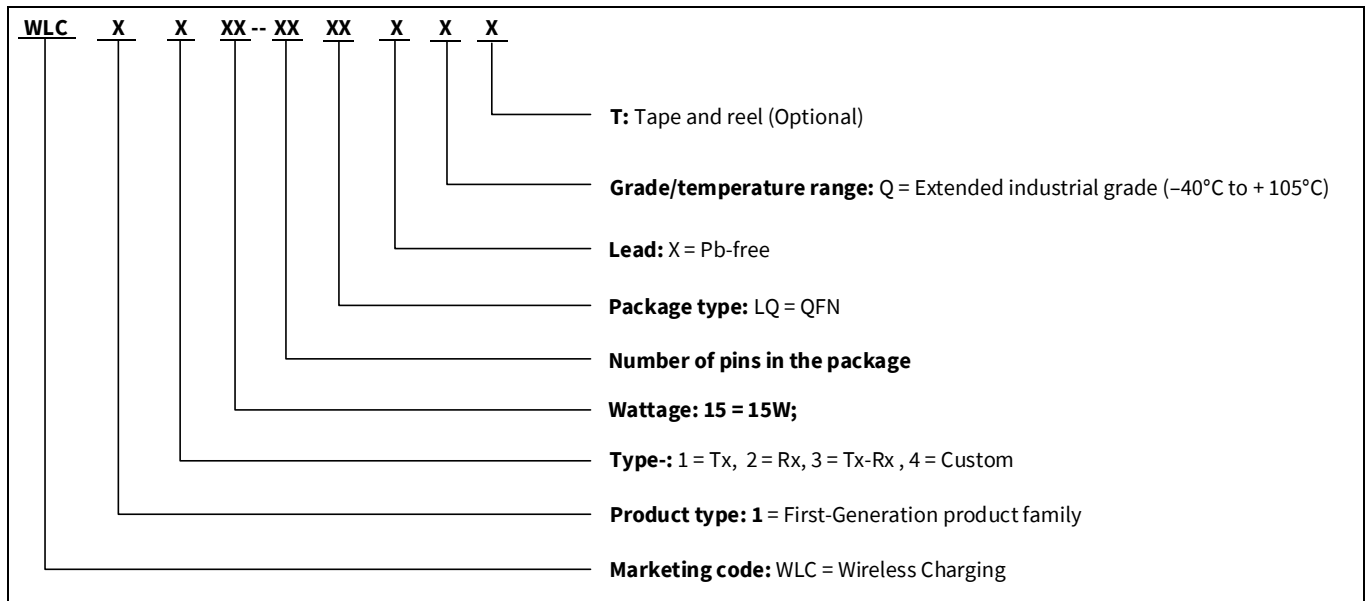 WLC X X XX -- XX XX X X X
T: Tape and reel (Optional)
Grade/temperature range: Q = Extended industrial grade (–40°C to + 105°C)
Lead: X = Pb-free
Package type: LQ = QFN
Number of pins in the package
Wattage: 15 = 15W;
Type-: 1 = Tx, 2 = Rx, 3 = Tx-Rx , 4 = Custom
Product type: 1 = First-Generation product family
Marketing code: WLC = Wireless Charging